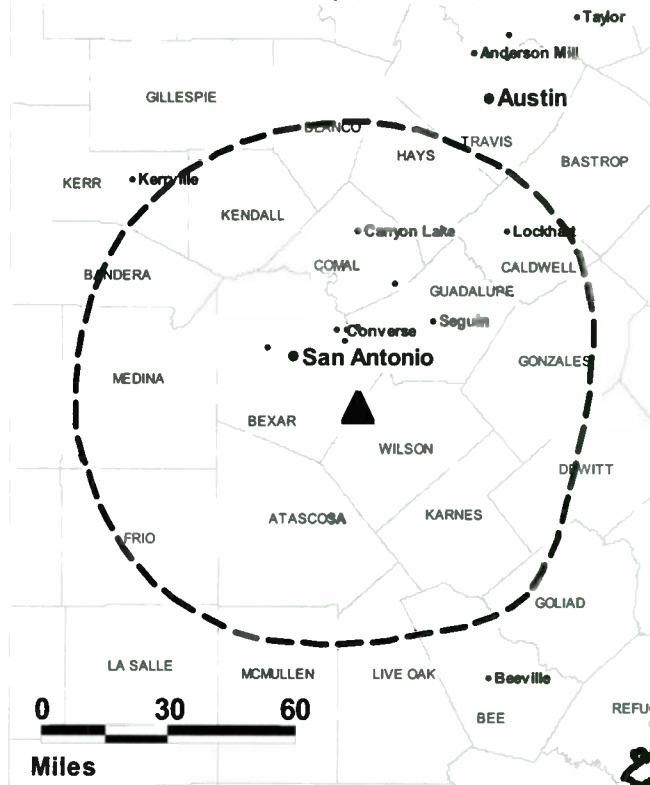 Taylor
Anderson Mill
Austin
GILLESPIE
BLANCO
TRAVIS
HAYS
BASTROP
KERR
Kerrville
KENDALL
Canyon Lake
Lockhart
COMAL
CALDWELL
BANDERA
GUADALUPE
Seguin
Converse
San Antonio
GONZALES
MEDINA
BEXAR
WILSON
DEWITT
ATASCOSA
KARNES
FRIO
GOLIAD
LA SALLE
MCMULLEN
LIVE OAK
Beeville
0 30 60
REFU
BEE
Miles